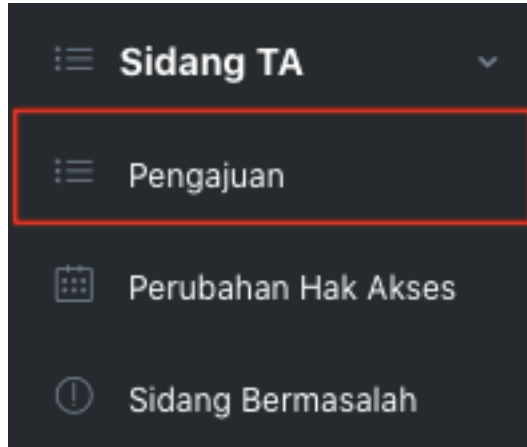 Sidang TA
Pengajuan
Perubahan Hak Akses
Sidang Bermasalah